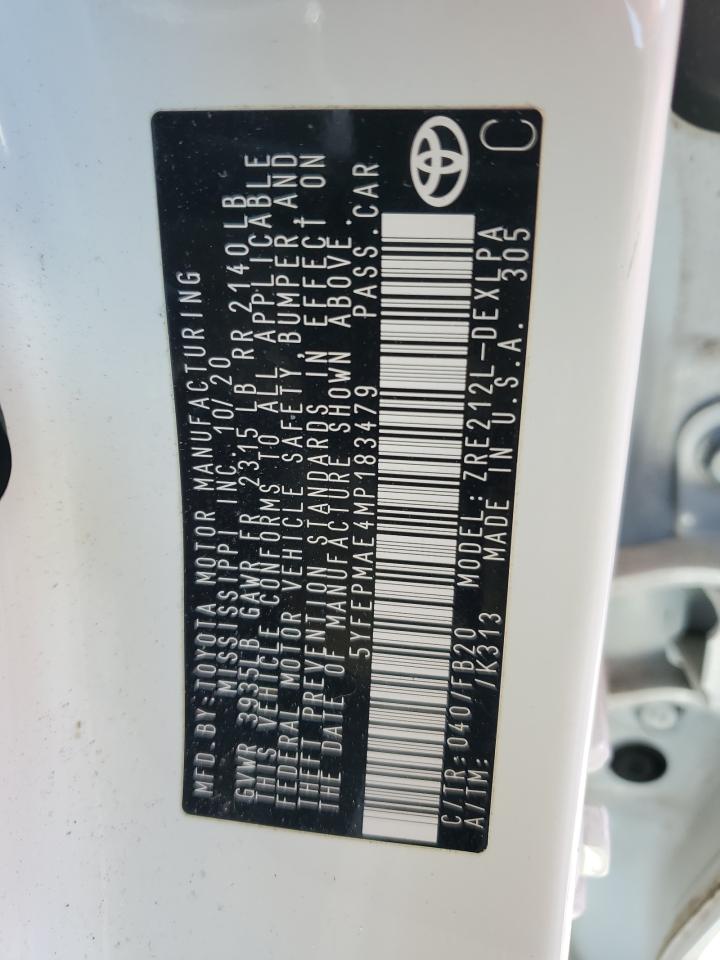 MFD.BY: TOYOTA MOTOR MANUFACTURING
MISSISSIPPI INC. 10/20
GVWR 3935LB GAWR FR 2315 LB RR 2140LB
THIS VEHICLE CONFORMS TO ALL APPLICABLE
FEDERAL MOTOR VEHICLE SAFETY, BUMPER, AND
THEFT PREVENTION STANDARDS IN EFFECT ON
THE DATE OF MANUFACTURE SHOWN ABOVE.
5YFEPMAE4MP183479 PASS.CAR
C/TR: 040/FB20 MODEL: ZRE212L-DEXLPA
A/TM: /K313 MADE IN U.S.A. 305
C